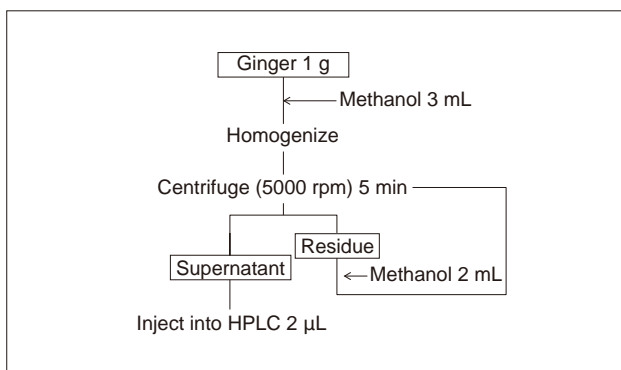 Ginger 1 g
Methanol 3 mL
Homogenize
Centrifuge (5000 rpm) 5 min
Residue
Supernatant
Methanol 2 mL
Inject into HPLC 2 µL